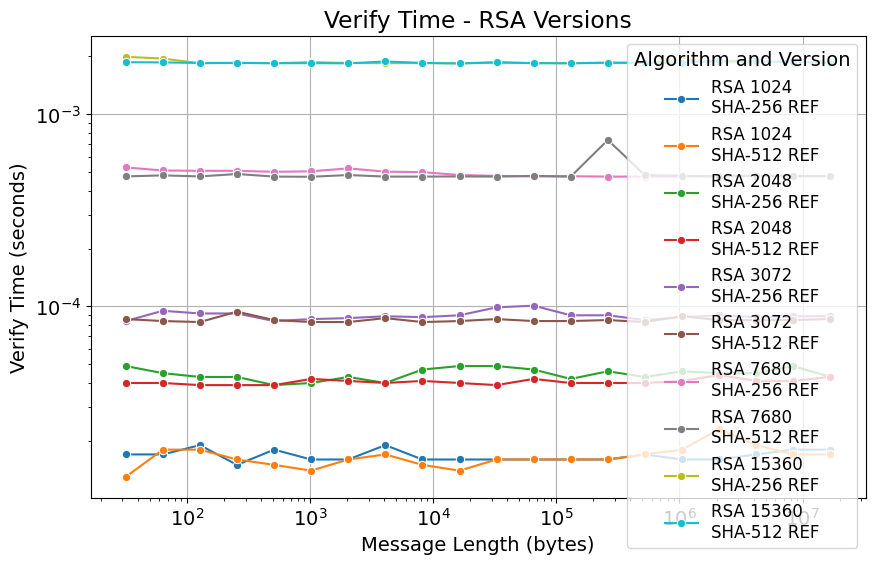 Verify Time - RSA Versions
Verify Time (seconds)
10⁻³
10⁻⁴
10² 10³ 10⁴ 10⁵ 10⁶ 10⁷
Message Length (bytes)
Algorithm and Version
RSA 1024
SHA-256 REF
RSA 1024
SHA-512 REF
RSA 2048
SHA-256 REF
RSA 2048
SHA-512 REF
RSA 3072
SHA-256 REF
RSA 3072
SHA-512 REF
RSA 7680
SHA-256 REF
RSA 7680
SHA-512 REF
RSA 15360
SHA-256 REF
RSA 15360
SHA-512 REF